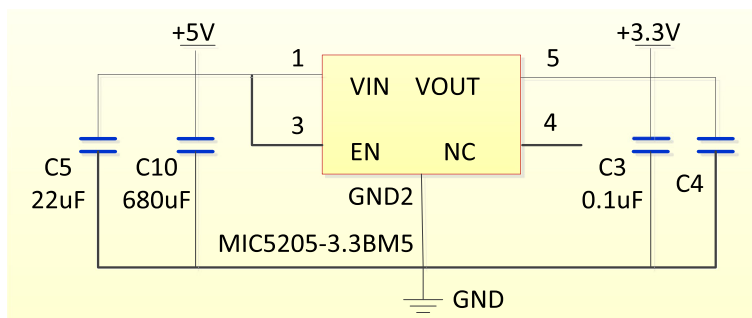 +5V
+3.3V
1
5
VIN
VOUT
3
4
EN
NC
C5
22uF
C10
680uF
C3
0.1uF
C4
GND2
MIC5205-3.3BM5
GND